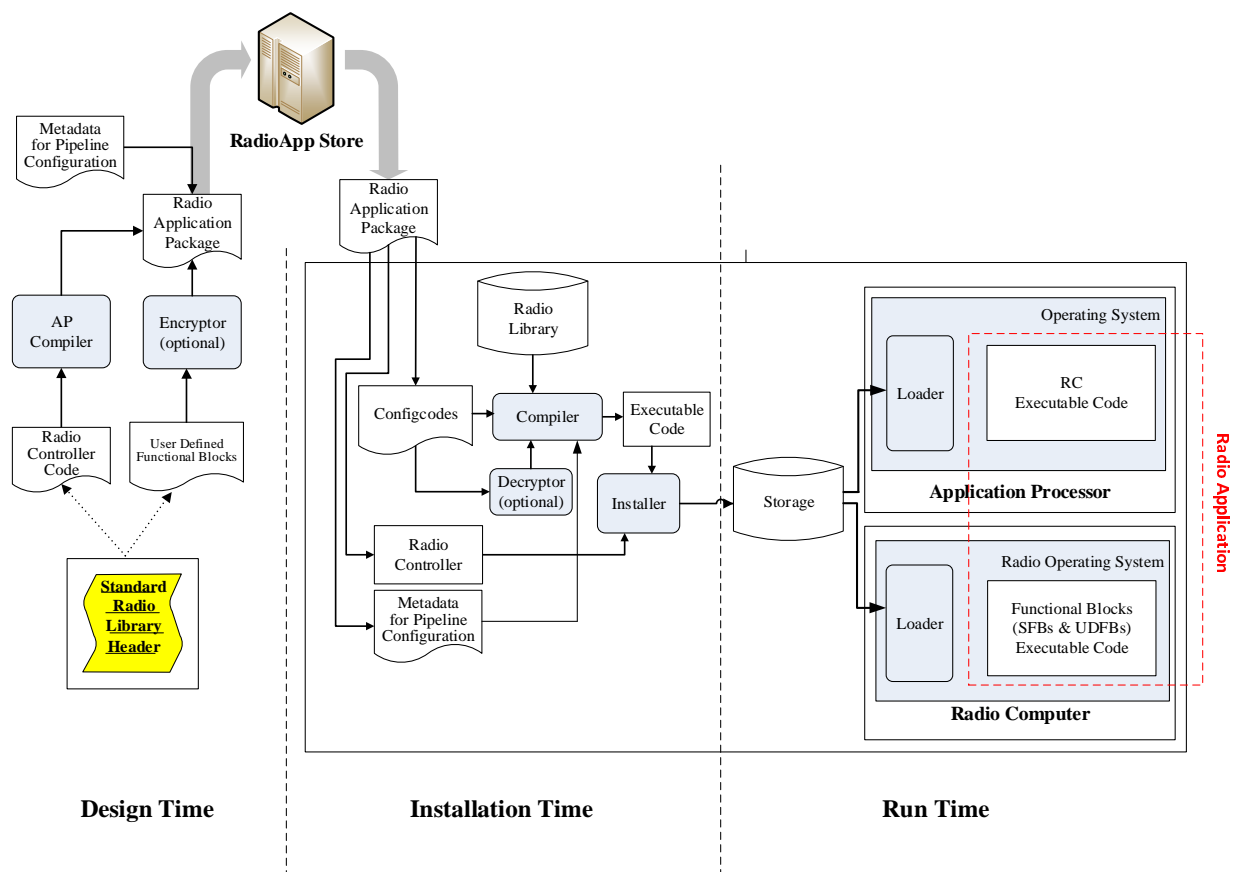 RadioApp Store
Metadata
for Pipeline
Configuration
Radio
Application
Package
AP
Compiler
Encryptor
(optional)
Radio
Controller
Code
User Defined
Functional Blocks
Standard
Radio
Library
Header
Radio
Application
Package
Radio
Library
Configcodes
Compiler
Executable
Code
Decryptor
(optional)
Installer
Radio
Controller
Metadata
for Pipeline
Configuration
Storage
Operating System
Loader
RC
Executable Code
Application Processor
Radio Operating System
Loader
Functional Blocks
(SFBs & UDFBs)
Executable Code
Radio Computer
Radio Application
Design Time
Installation Time
Run Time